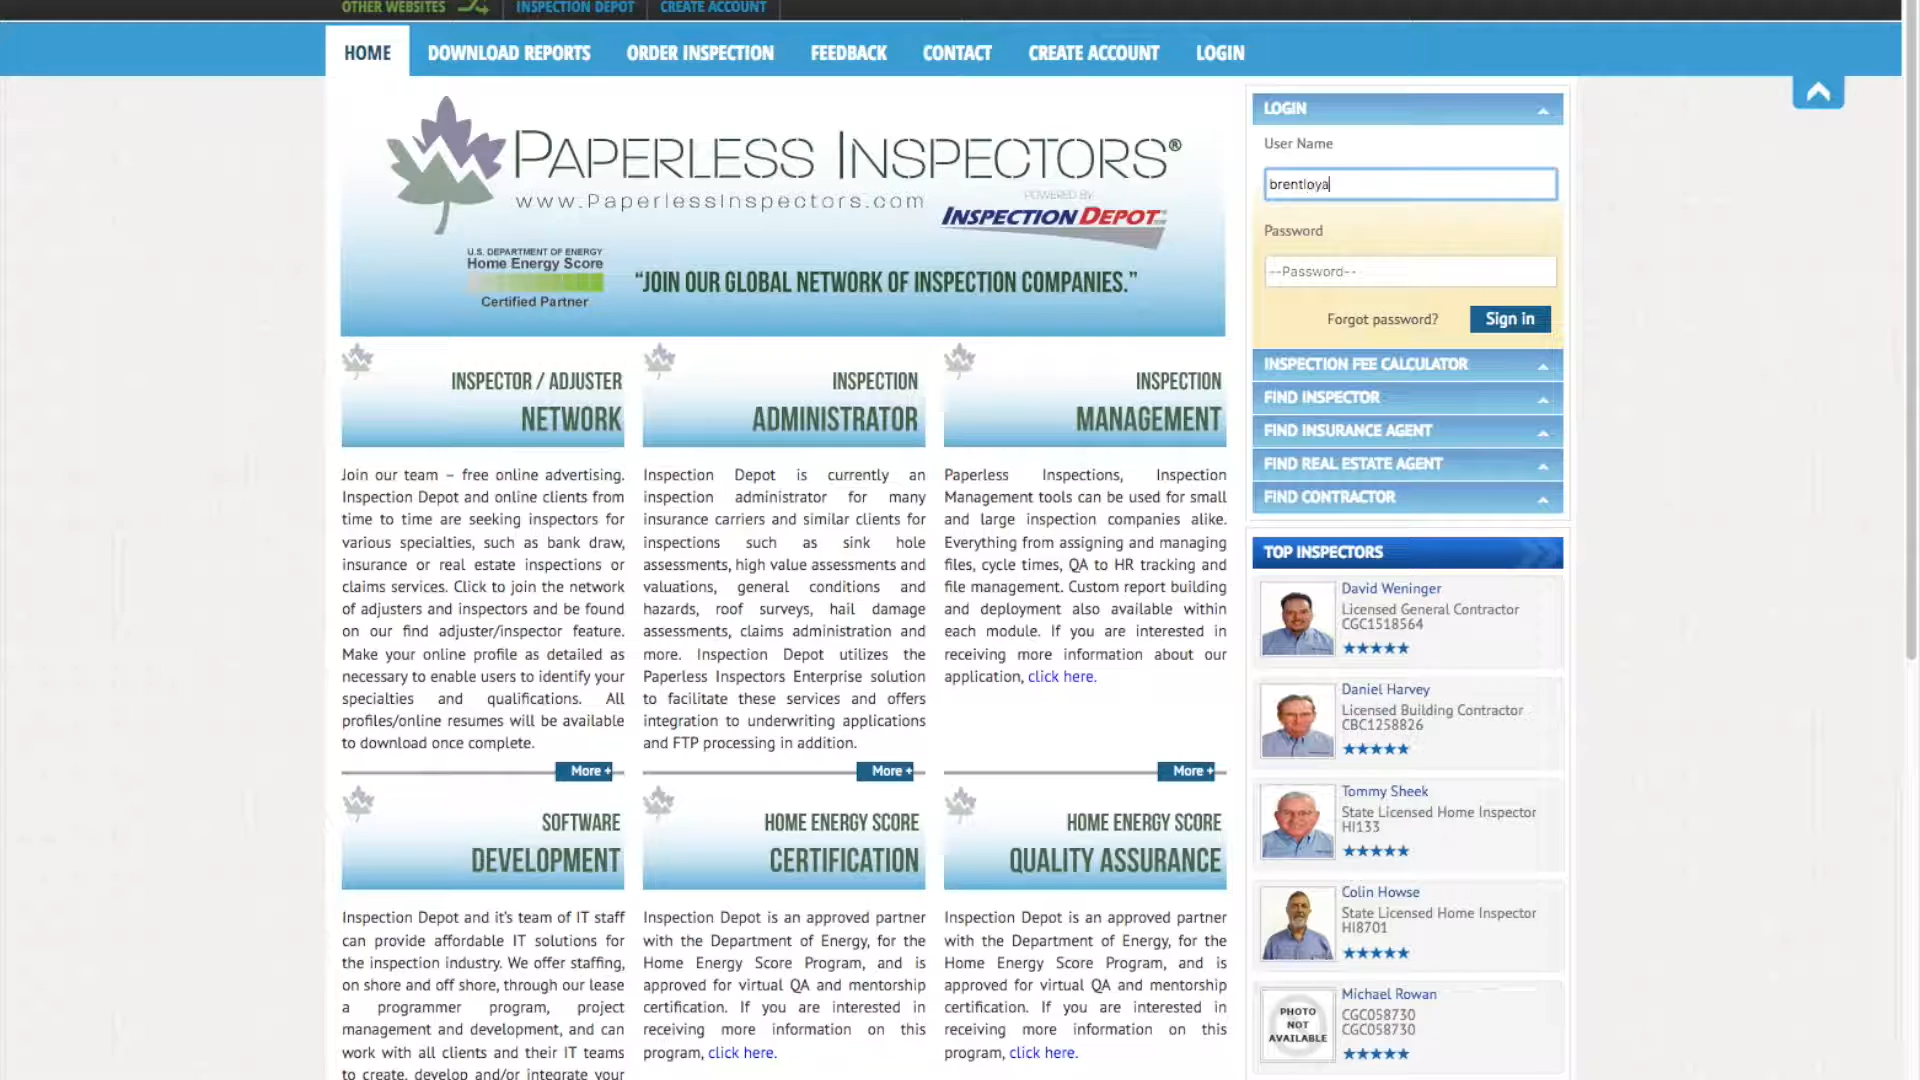 OTHER WEBSITES INSPECTION DEPOT CREATE ACCOUNT
HOME DOWNLOAD REPORTS ORDER INSPECTION FEEDBACK CONTACT CREATE ACCOUNT LOGIN
PAPERLESS INSPECTORS®
www.PaperlessInspectors.com
POWERED BY
INSPECTION DEPOT
U.S. DEPARTMENT OF ENERGY
Home Energy Score
Certified Partner
“JOIN OUR GLOBAL NETWORK OF INSPECTION COMPANIES.”
INSPECTOR / ADJUSTER
NETWORK
Join our team – free online advertising.
Inspection Depot and online clients from
time to time are seeking inspectors for
various specialties, such as bank draw,
insurance or real estate inspections or
claims services. Click to join the network
of adjusters and inspectors and be found
on our find adjuster/inspector feature.
Make your online profile as detailed as
necessary to enable users to identify your
specialties and qualifications. All
profiles/online resumes will be available
to download once complete.
More +
INSPECTION
ADMINISTRATOR
Inspection Depot is currently an
inspection administrator for many
insurance carriers and similar clients for
inspections such as sink hole
assessments, high value assessments and
valuations, general conditions and
hazards, roof surveys, hail damage
assessments, claims administration and
more. Inspection Depot utilizes the
Paperless Inspectors Enterprise solution
to facilitate these services and offers
integration to underwriting applications
and FTP processing in addition.
More +
INSPECTION
MANAGEMENT
Paperless Inspections, Inspection
Management tools can be used for small
and large inspection companies alike.
Everything from assigning and managing
files, cycle times, QA to HR tracking and
file management. Custom report building
and deployment also available within
each module. If you are interested in
receiving more information about our
application, click here.
More +
SOFTWARE
DEVELOPMENT
Inspection Depot and it's team of IT staff
can provide affordable IT solutions for
the inspection industry. We offer staffing,
on shore and off shore, through our lease
a programmer program, project
management and development, and can
work with all clients and their IT teams
to create, develop and/or integrate your
HOME ENERGY SCORE
CERTIFICATION
Inspection Depot is an approved partner
with the Department of Energy, for the
Home Energy Score Program, and is
approved for virtual QA and mentorship
certification. If you are interested in
receiving more information on this
program, click here.
HOME ENERGY SCORE
QUALITY ASSURANCE
Inspection Depot is an approved partner
with the Department of Energy, for the
Home Energy Score Program, and is
approved for virtual QA and mentorship
certification. If you are interested in
receiving more information on this
program, click here.
LOGIN
User Name
brentloya
Password
--Password--
Forgot password? Sign in
INSPECTION FEE CALCULATOR
FIND INSPECTOR
FIND INSURANCE AGENT
FIND REAL ESTATE AGENT
FIND CONTRACTOR
TOP INSPECTORS
David Weninger
Licensed General Contractor
CGC1518564
Daniel Harvey
Licensed Building Contractor
CBC1258826
Tommy Sheek
State Licensed Home Inspector
HI133
Colin Howse
State Licensed Home Inspector
HI8701
PHOTO
NOT
AVAILABLE
Michael Rowan
CGC058730
CGC058730